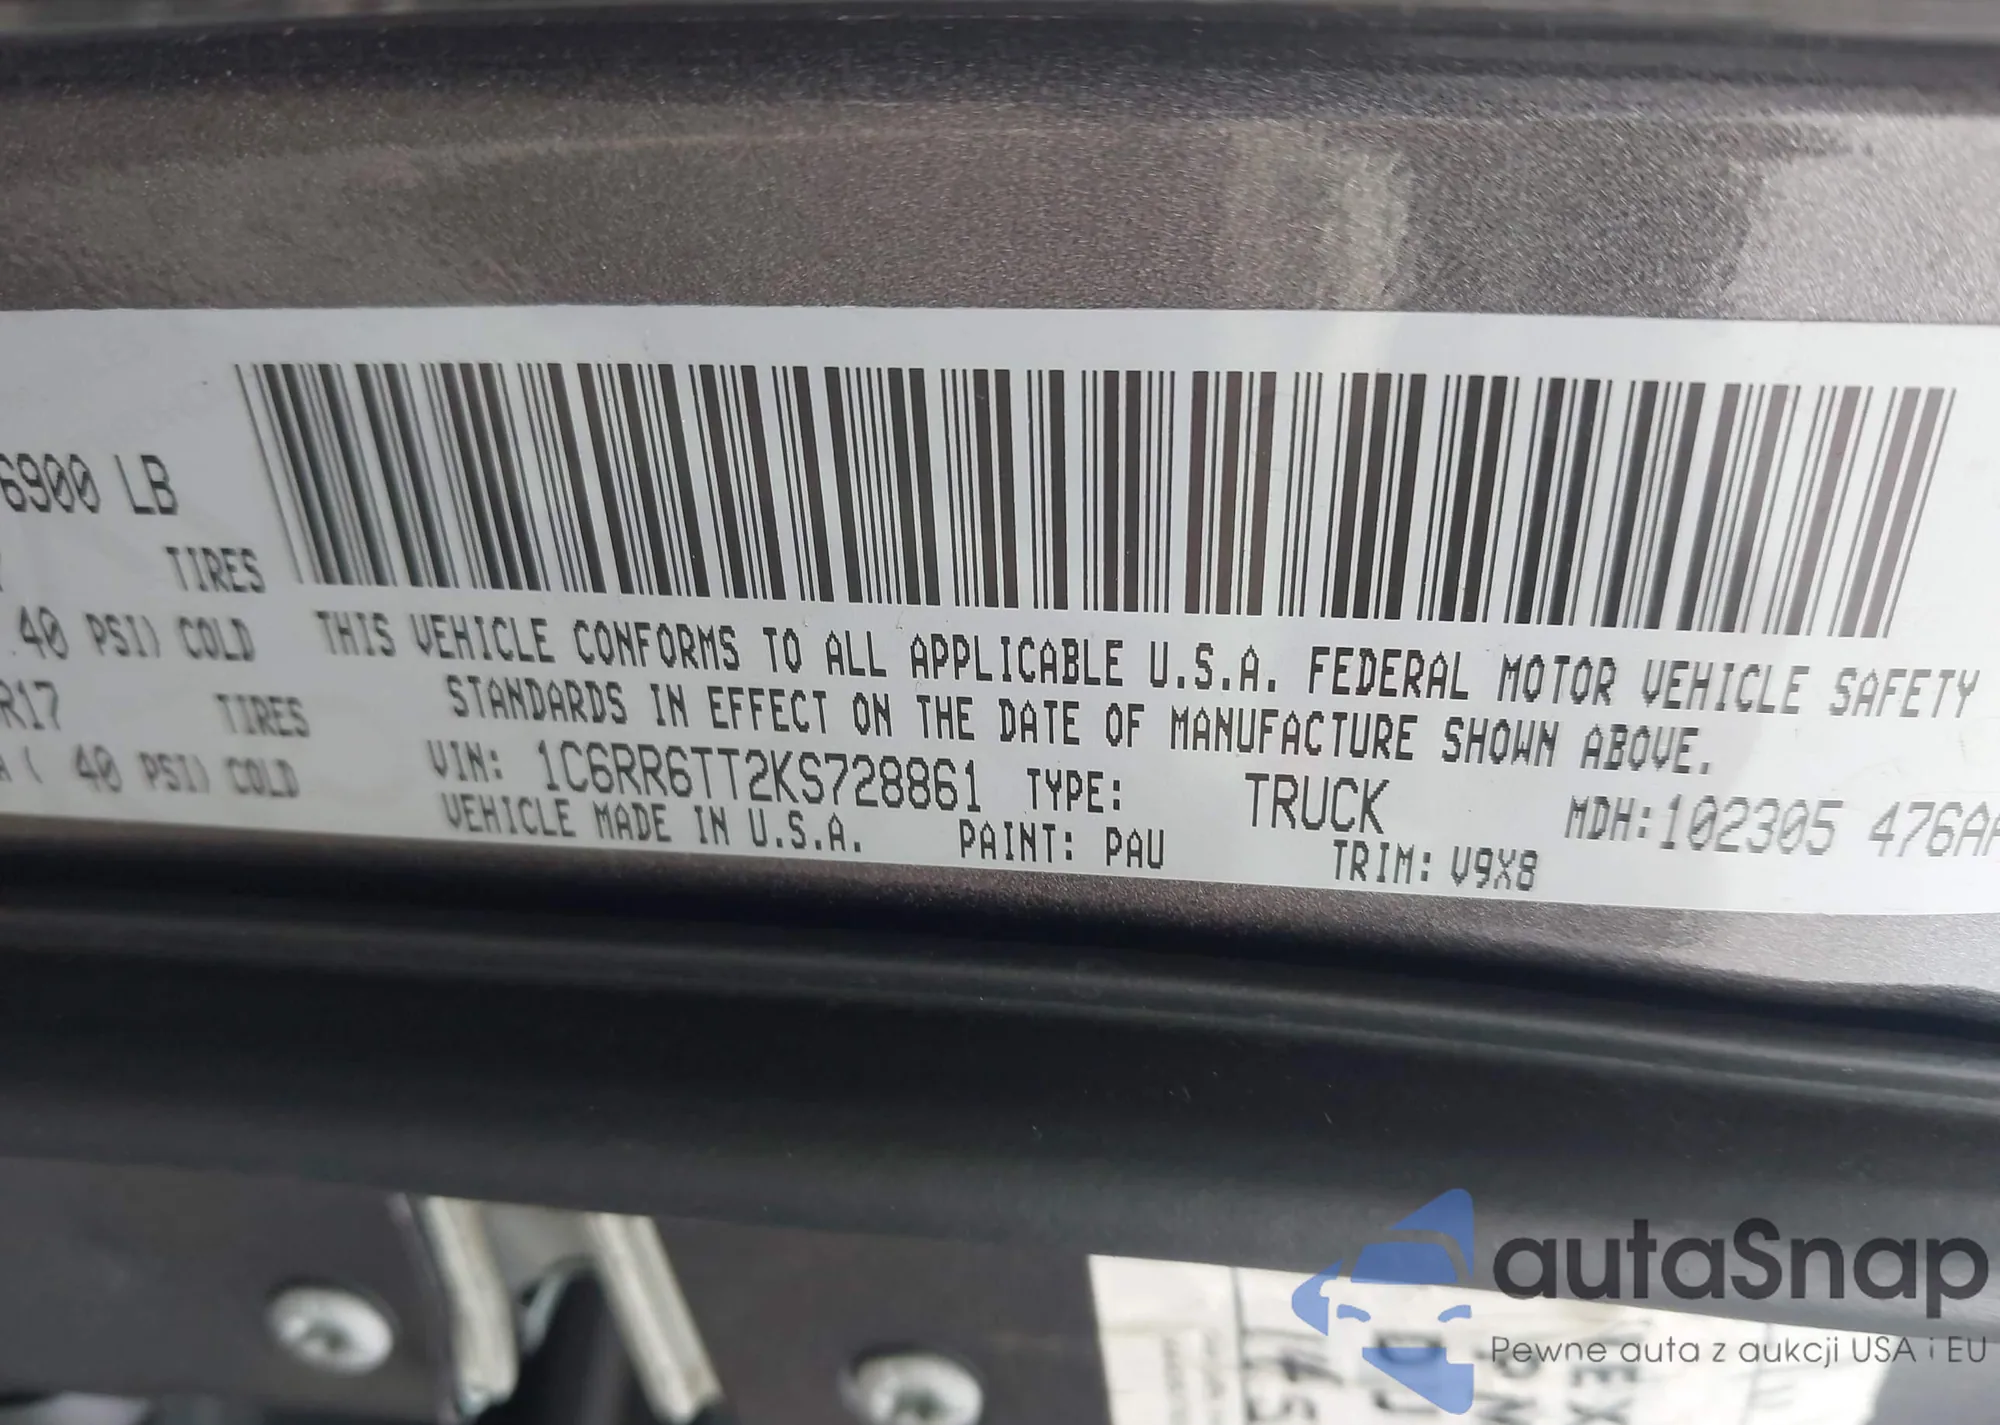 6900 LB
TIRES
40 PSI) COLD
R17 TIRES
( 40 PSI) COLD
THIS VEHICLE CONFORMS TO ALL APPLICABLE U.S.A. FEDERAL MOTOR VEHICLE SAFETY
STANDARDS IN EFFECT ON THE DATE OF MANUFACTURE SHOWN ABOVE.
VIN: 1C6RR6TT2KS728861 TYPE: TRUCK MDH:102305 476AA
VEHICLE MADE IN U.S.A. PAINT: PAU TRIM: V9X8
autaSnap
Pewne auta z aukcji USA i EU